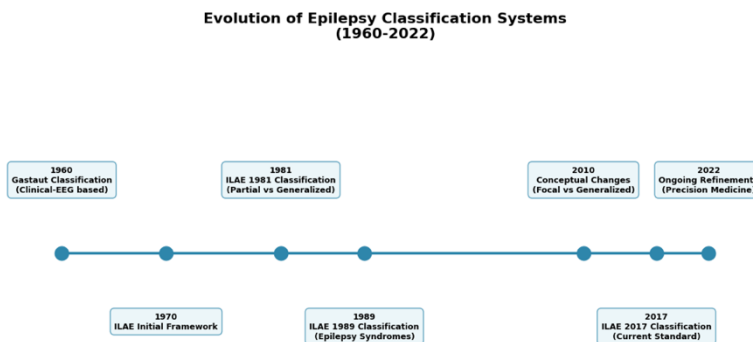 Evolution of Epilepsy Classification Systems
(1960-2022)
1960
Gastaut Classification
(Clinical-EEG based)
1981
ILAE 1981 Classification
(Partial vs Generalized)
2010
Conceptual Changes
(Focal vs Generalized)
2022
Ongoing Refinement
(Precision Medicine)
1970
ILAE Initial Framework
1989
ILAE 1989 Classification
(Epilepsy Syndromes)
2017
ILAE 2017 Classification
(Current Standard)